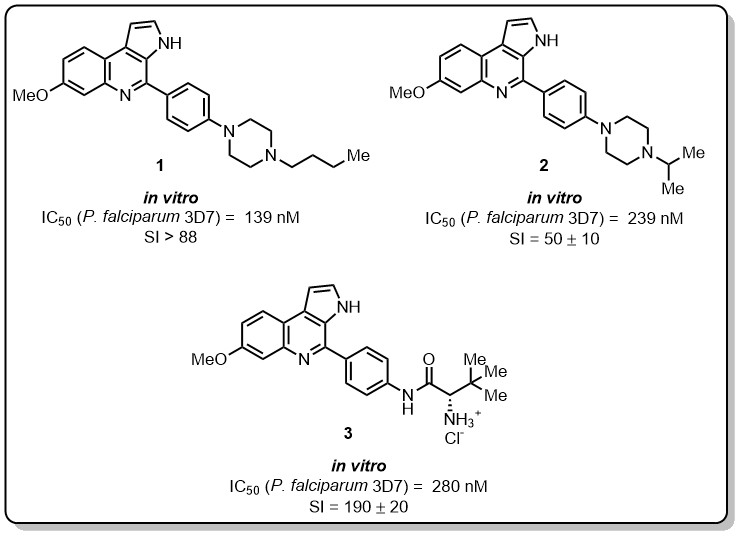 NH
MeO
N
N
N
Me
1
in vitro
IC50 (P. falciparum 3D7) = 139 nM
SI > 88
NH
MeO
N
N
N
Me
Me
2
in vitro
IC50 (P. falciparum 3D7) = 239 nM
SI = 50 ± 10
NH
MeO
N
N
H
O
Me
Me
Me
NH3+
Cl-
3
in vitro
IC50 (P. falciparum 3D7) = 280 nM
SI = 190 ± 20